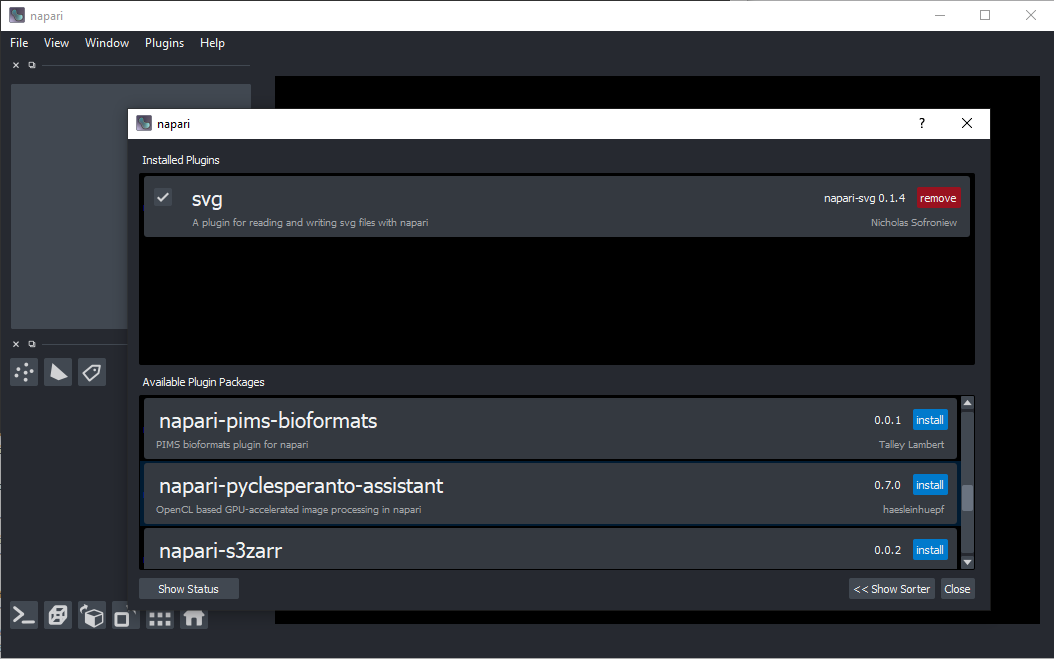 napari
File View Window Plugins Help
napari
Installed Plugins
svg napari-svg 0.1.4 remove
A plugin for reading and writing svg files with napari Nicholas Sofroniew
Available Plugin Packages
napari-pims-bioformats 0.0.1 install
PIMS bioformats plugin for napari Talley Lambert
napari-pyclesperanto-assistant 0.7.0 install
OpenCL based GPU-accelerated image processing in napari haesleinhuepf
napari-s3zarr 0.0.2 install
Show Status << Show Sorter Close